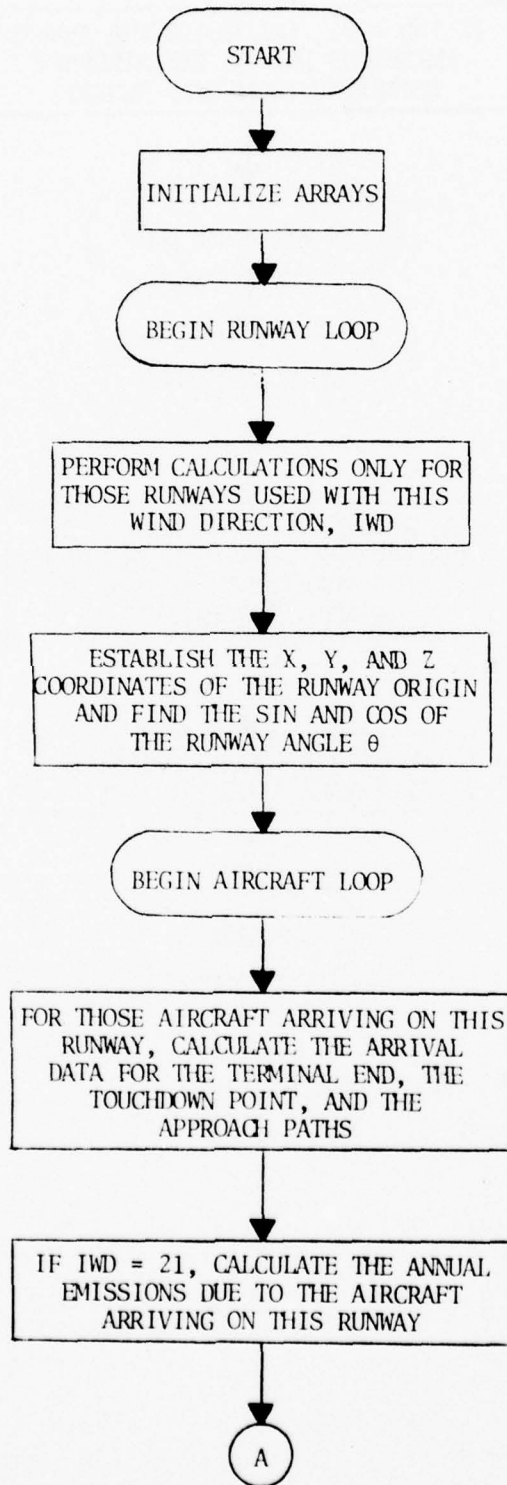 START
INITIALIZE ARRAYS
BEGIN RUNWAY LOOP
PERFORM CALCULATIONS ONLY FOR
THOSE RUNWAYS USED WITH THIS
WIND DIRECTION, IWD
ESTABLISH THE X, Y, AND Z
COORDINATES OF THE RUNWAY ORIGIN
AND FIND THE SIN AND COS OF
THE RUNWAY ANGLE θ
BEGIN AIRCRAFT LOOP
FOR THOSE AIRCRAFT ARRIVING ON THIS
RUNWAY, CALCULATE THE ARRIVAL
DATA FOR THE TERMINAL END, THE
TOUCHDOWN POINT, AND THE
APPROACH PATHS
IF IWD = 21, CALCULATE THE ANNUAL
EMISSIONS DUE TO THE AIRCRAFT
ARRIVING ON THIS RUNWAY
A